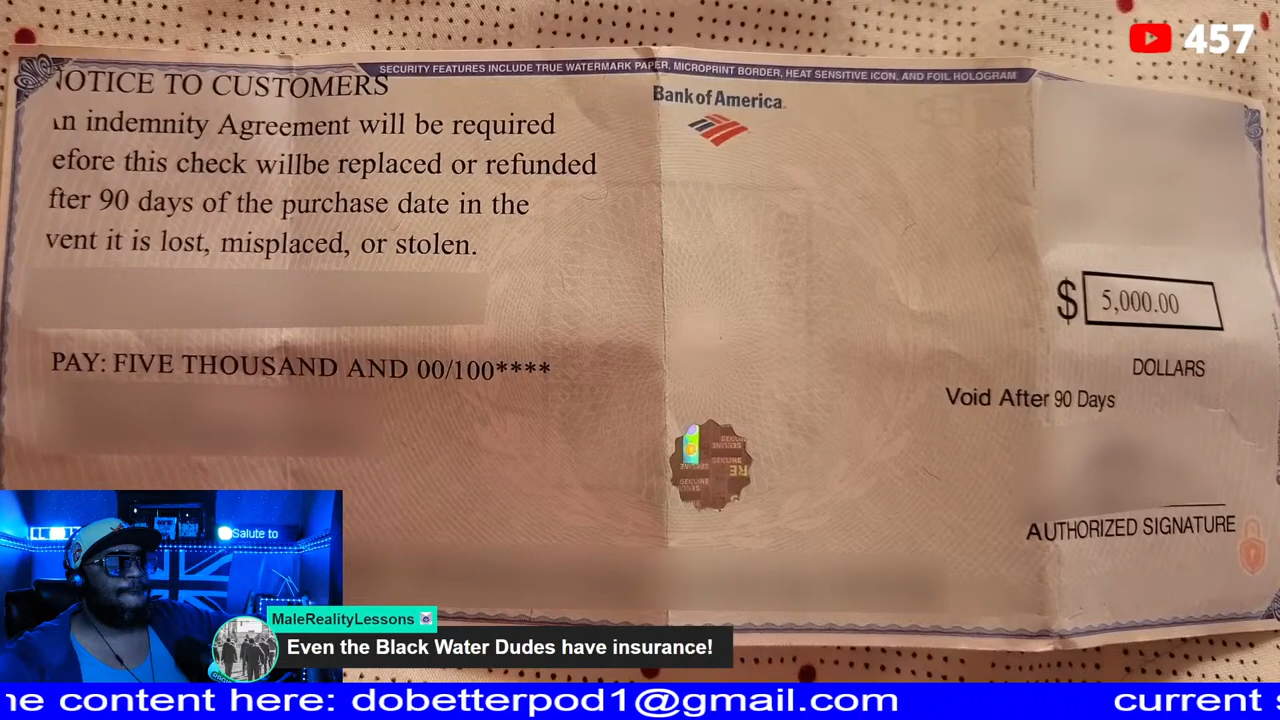 SECURITY FEATURES INCLUDE TRUE WATERMARK PAPER, MICROPRINT BORDER, HEAT SENSITIVE ICON, AND FOIL HOLOGRAM
457
NOTICE TO CUSTOMERS
An indemnity Agreement will be required
efore this check willbe replaced or refunded
fter 90 days of the purchase date in the
vent it is lost, misplaced, or stolen.
Bank of America
$ 5,000.00
DOLLARS
PAY: FIVE THOUSAND AND 00/100****
Void After 90 Days
GENUINE
AUTHORIZED SIGNATURE
Salute to
MaleRealityLessons
Even the Black Water Dudes have insurance!
he content here: dobetterpod1@gmail.com current